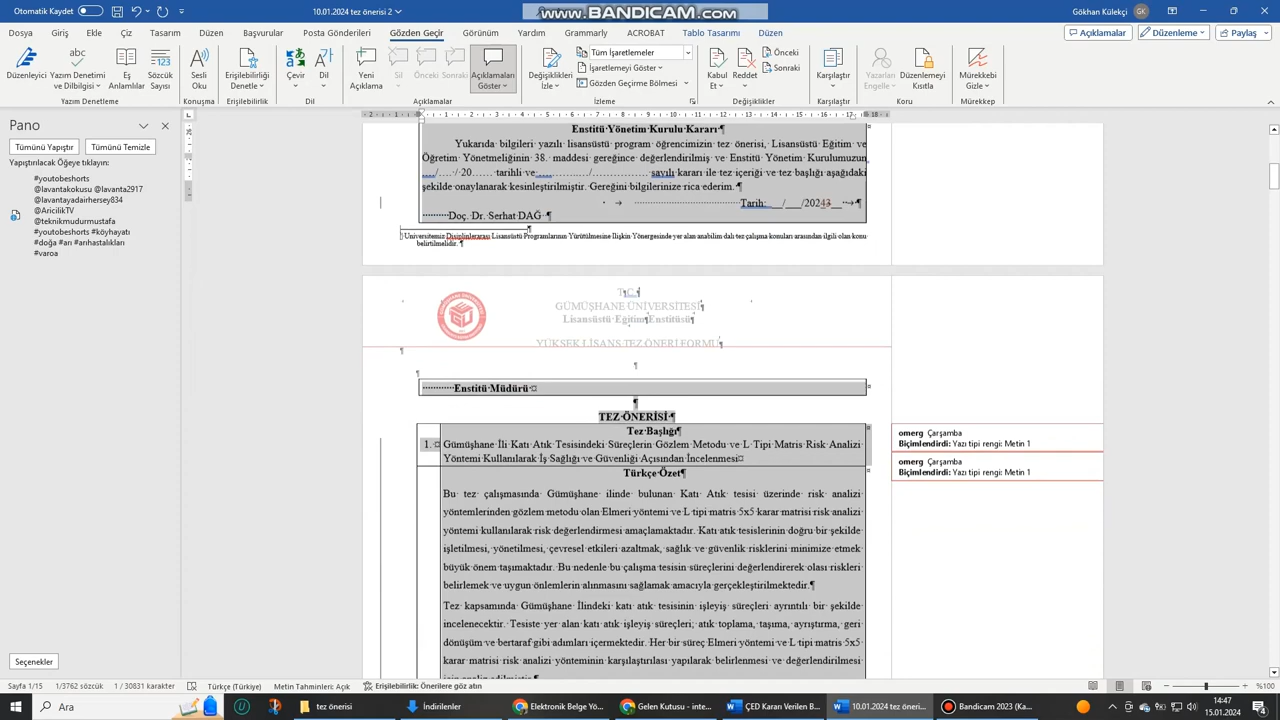 Otomatik Kaydet
10.01.2024 tez önerisi 2
www.BANDICAM.com
Gökhan Külekçi
Dosya Giriş Ekle Çiz Tasarım Düzen Başvurular Posta Gönderileri Gözden Geçir Görünüm Yardım Grammarly ACROBAT Tablo Tasarımı Düzen
Açıklamalar Düzenleme Paylaş
Düzenleyici
Yazım Denetimi ve Dilbilgisi
Eş Anlamlılar
Sözcük Sayısı
Sesli Oku
Erişilebilirliği Denetle
Çevir
Dil
Yeni Açıklama
Sil
Önceki
Sonraki
Açıklamaları Göster
Değişiklikleri İzle
Tüm İşaretlemeler
İşaretlemeyi Göster
Gözden Geçirme Bölmesi
Kabul Et
Reddet
Önceki
Sonraki
Karşılaştır
Yazarları Engelle
Düzenlemeyi Kısıtla
Mürekkebi Gizle
Yazım Denetleme Konuşma Erişilebilirlik Dil Açıklamalar İzleme Değişiklikler Karşılaştır Koru Mürekkep
Pano
Tümünü Yapıştır Tümünü Temizle
Yapıştırılacak Öğeye tıklayın:
#youtobeshorts
@lavantakokusu @lavanta2917
@lavantayadairhersey834
@AricilikTV
@teknikmudurmustafa
#youtobeshorts #köyhayatı
#doğa #arı #arıhastalıkları
#varoa
Seçenekler
Enstitü Yönetim Kurulu Kararı
Yukarıda bilgileri yazılı lisansüstü program öğrencimizin tez önerisi, Lisansüstü Eğitim ve
Öğretim Yönetmeliğinin 38. maddesi gereğince değerlendirilmiş ve Enstitü Yönetim Kurulumuzun
..../..../ 20...... tarihli ve............/.............. sayılı kararı ile tez içeriği ve tez başlığı aşağıdaki
şekilde onaylanarak kesinleştirilmiştir. Gereğini bilgilerinize rica ederim.
Tarih: __/___/20243__
Doç. Dr. Serhat DAĞ
Üniversitemiz Disiplinlerarası Lisansüstü Programlarının Yürütülmesine İlişkin Yönergesinde yer alan anabilim dalı tez çalışma konuları arasından ilgili olan konu
belirtilmelidir.
T.C.
GÜMÜŞHANE ÜNİVERSİTESİ
Lisansüstü Eğitim Enstitüsü
YÜKSEK LİSANS TEZ ÖNERİ FORMU
Enstitü Müdürü
TEZ ÖNERİSİ
Tez Başlığı
1. Gümüşhane İli Katı Atık Tesisindeki Süreçlerin Gözlem Metodu ve L Tipi Matris Risk Analizi
Yöntemi Kullanılarak İş Sağlığı ve Güvenliği Açısından İncelenmesi
Türkçe Özet
Bu tez çalışmasında Gümüşhane ilinde bulunan Katı Atık tesisi üzerinde risk analizi
yöntemlerinden gözlem metodu olan Elmeri yöntemi ve L tipi matris 5x5 karar matrisi risk analizi
yöntemi kullanılarak risk değerlendirmesi amaçlamaktadır. Katı atık tesislerinin doğru bir şekilde
işletilmesi, yönetilmesi, çevresel etkileri azaltmak, sağlık ve güvenlik risklerini minimize etmek
büyük önem taşımaktadır. Bu nedenle bu çalışma tesisin süreçlerini değerlendirerek olası riskleri
belirlemek ve uygun önlemlerin alınmasını sağlamak amacıyla gerçekleştirilmektedir.
Tez kapsamında Gümüşhane İlindeki katı atık tesisinin işleyiş süreçleri ayrıntılı bir şekilde
incelenecektir. Tesiste yer alan katı atık işleyiş süreçleri; atık toplama, taşıma, ayrıştırma, geri
dönüşüm ve bertaraf gibi adımları içermektedir. Her bir süreç Elmeri yöntemi ve L tipi matris 5x5
karar matrisi risk analizi yönteminin karşılaştırılası yapılarak belirlenmesi ve değerlendirilmesi
omerg Çarşamba
Biçimlendirdi: Yazı tipi rengi: Metin 1
omerg Çarşamba
Biçimlendirdi: Yazı tipi rengi: Metin 1
Sayfa 1/15 1/3762 sözcük 1 / 30831 karakter Türkçe (Türkiye) Metin Tahminleri: Açık Erişilebilirlik: Önerilere göz atın %100
Ara
tez önerisi
İndirilenler
Elektronik Belge Yö...
Gelen Kutusu - inte...
ÇED Kararı Verilen B...
10.01.2024 tez öneri...
Bandicam 2023 (Ka...
14:47
15.01.2024